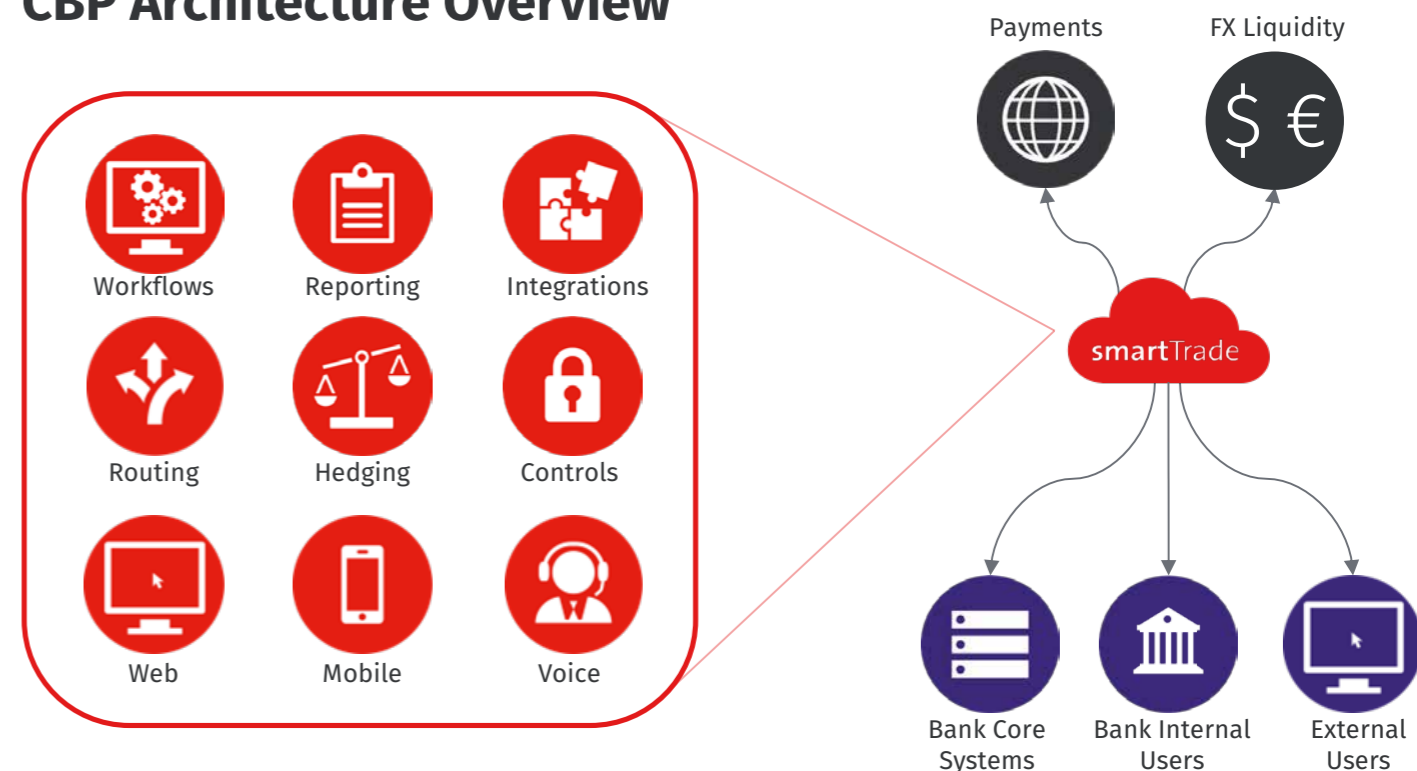 CBP Architecture Overview
Payments
FX Liquidity
$ €
Workflows
Reporting
Integrations
smartTrade
Routing
Hedging
Controls
Web
Mobile
Voice
Bank Core
Systems
Bank Internal
Users
External
Users